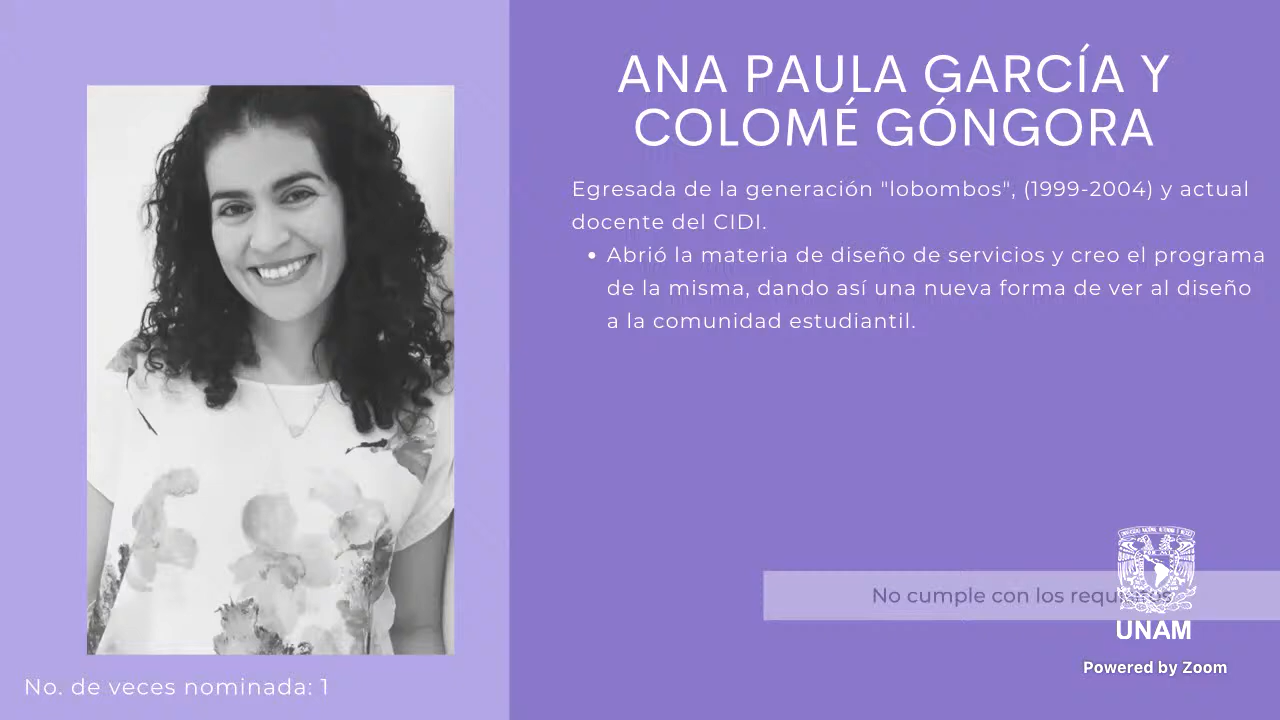 ANA PAULA GARCÍA Y
COLOMÉ GÓNGORA
Egresada de la generación "lobombos", (1999-2004) y actual
docente del CIDI.
• Abrió la materia de diseño de servicios y creo el programa
de la misma, dando así una nueva forma de ver al diseño
a la comunidad estudiantil.
No cumple con los requisitos
UNAM
Powered by Zoom
No. de veces nominada: 1